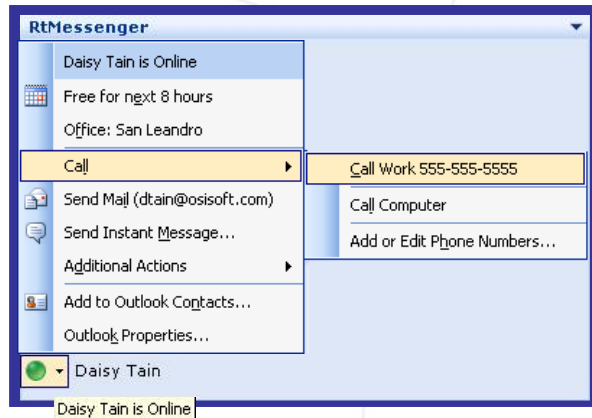 RtMessenger
Daisy Tain is Online
Free for next 8 hours
Office: San Leandro
Call
Call Work 555-555-5555
Send Mail (dtain@osisoft.com)
Call Computer
Send Instant Message...
Add or Edit Phone Numbers...
Additional Actions
Add to Outlook Contacts...
Outlook Properties...
Daisy Tain
Daisy Tain is Online